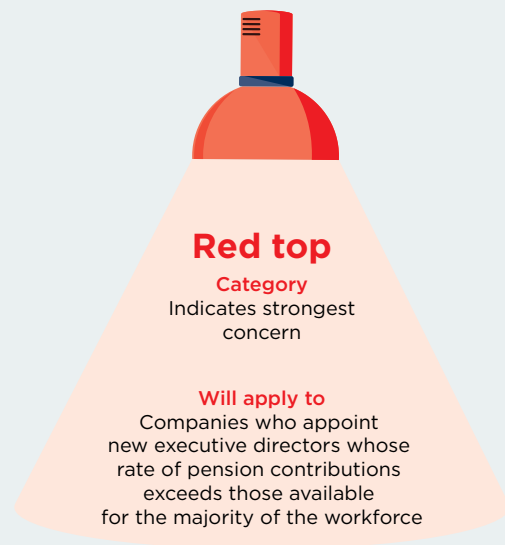 Red top
Category
Indicates strongest
concern
Will apply to
Companies who appoint
new executive directors whose
rate of pension contributions
exceeds those available
for the majority of the workforce